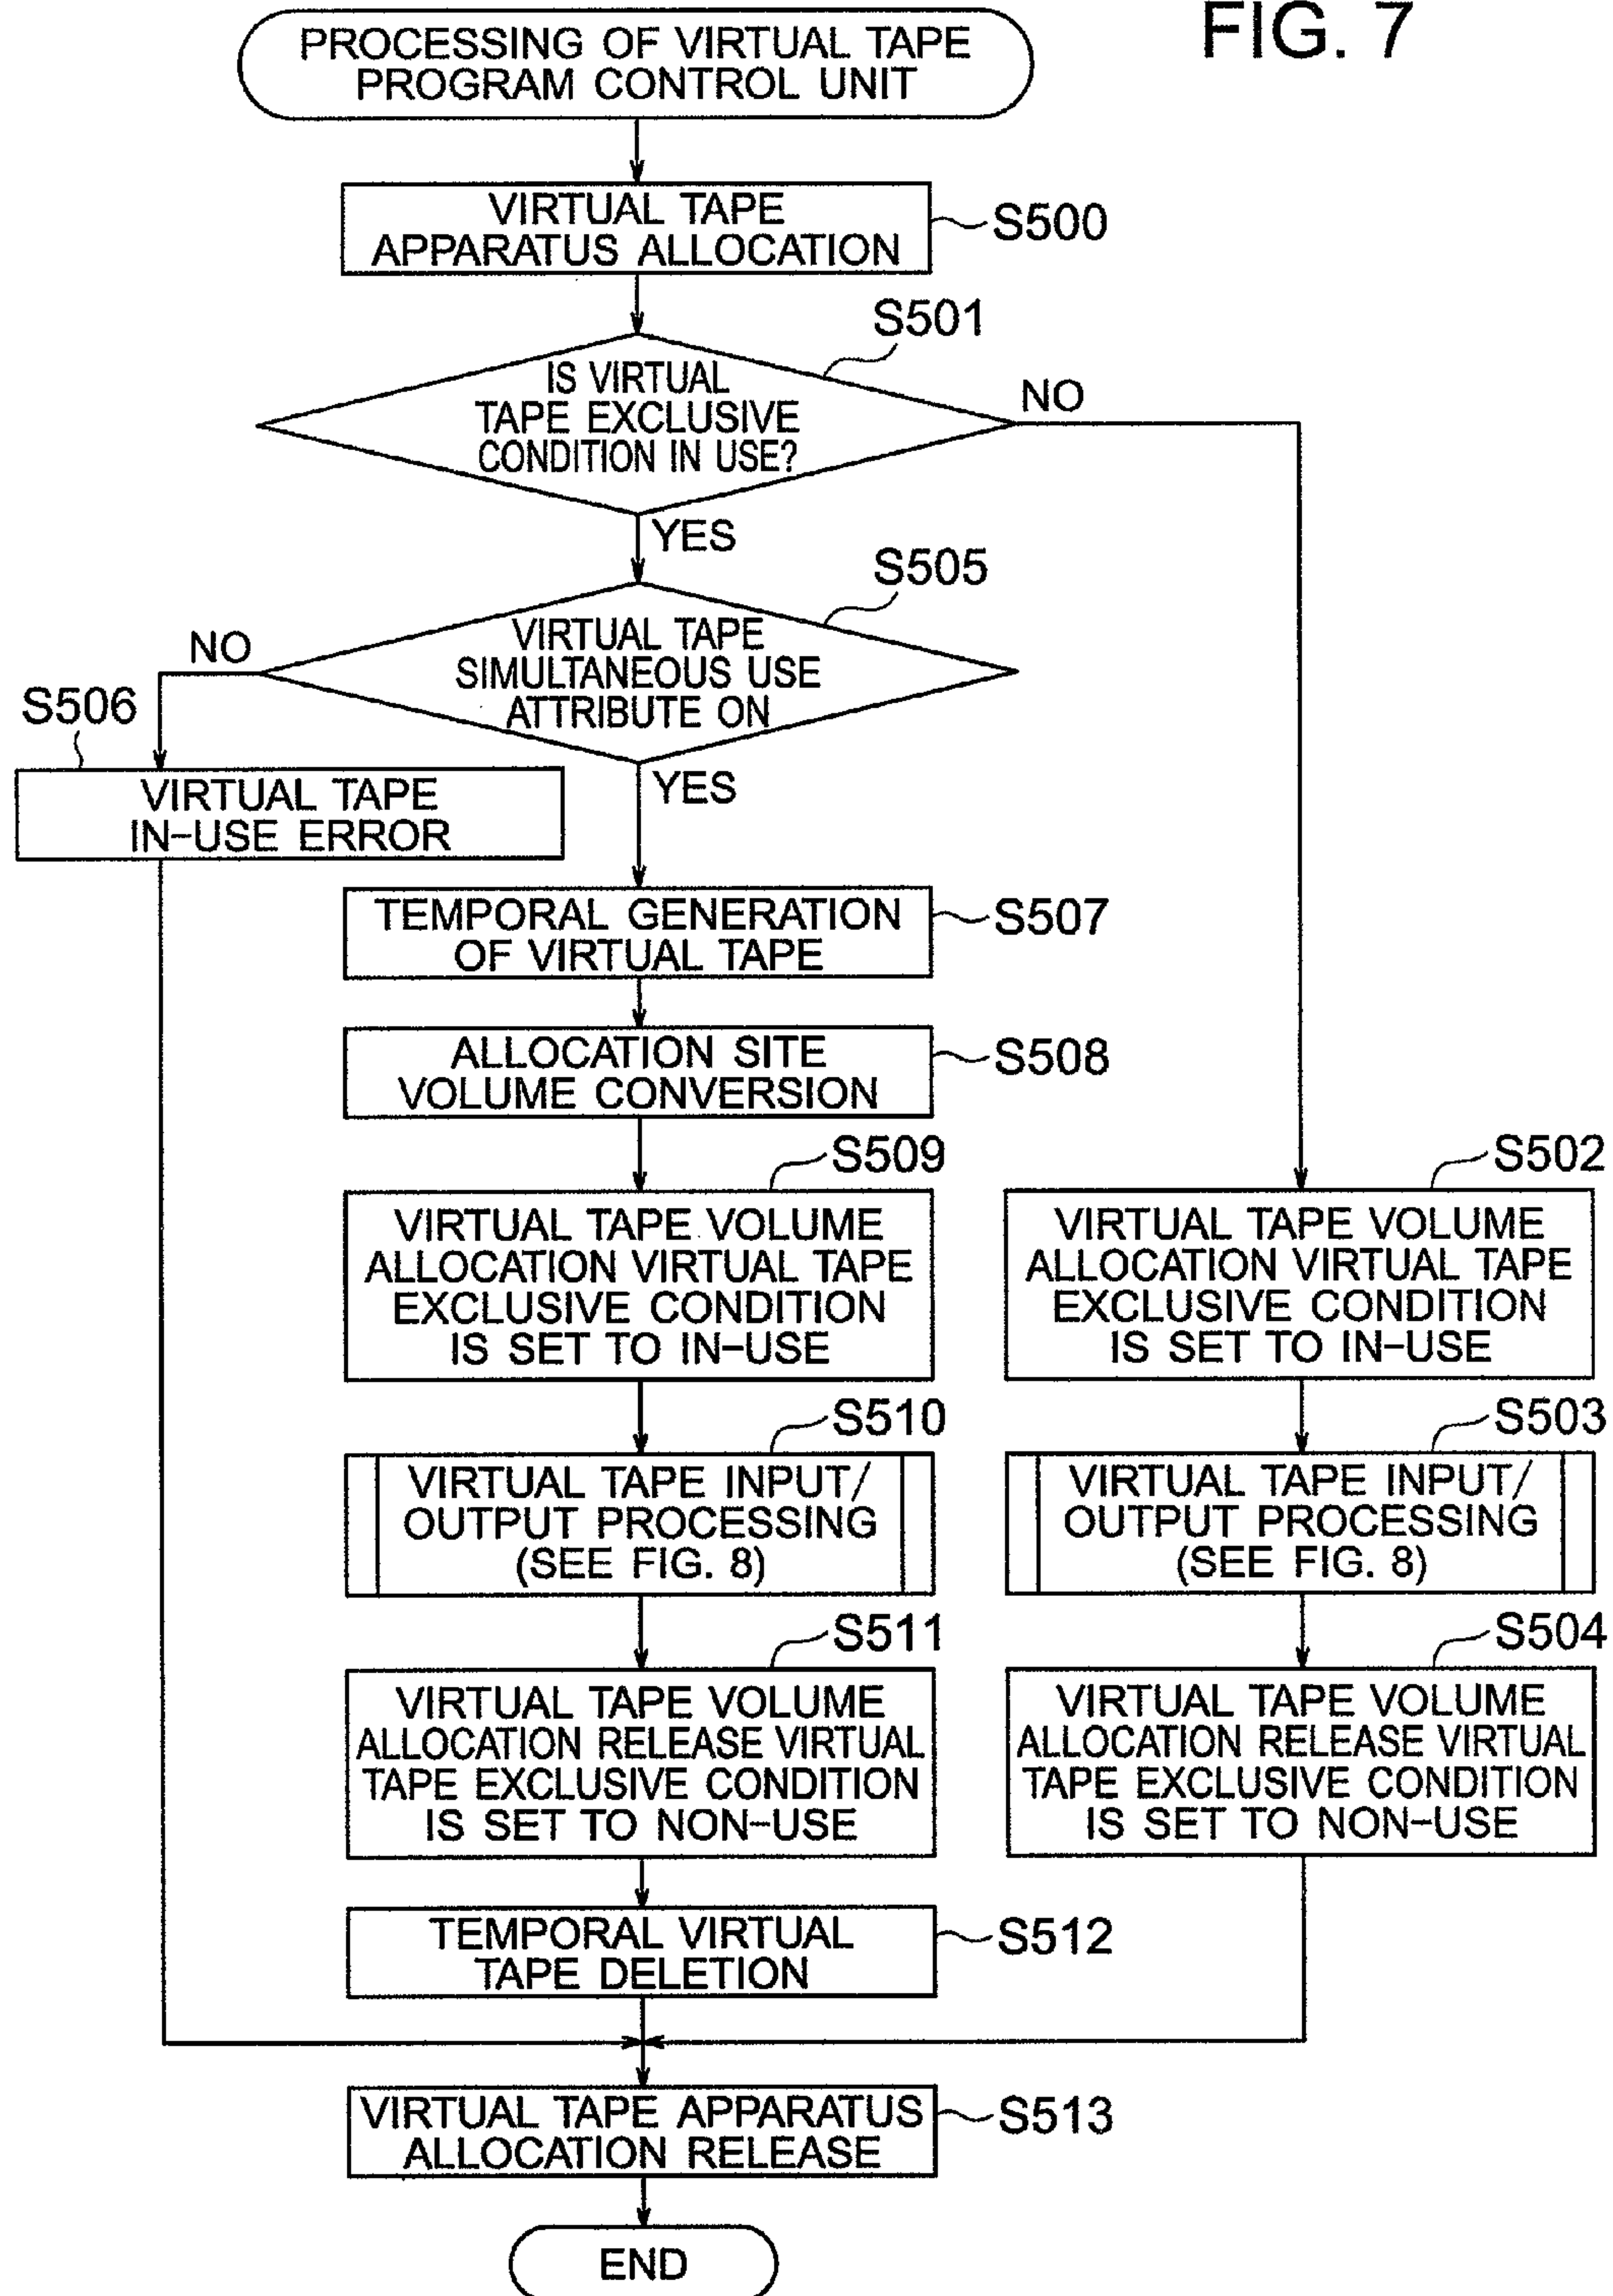 FIG. 7
PROCESSING OF VIRTUAL TAPE
PROGRAM CONTROL UNIT
VIRTUAL TAPE
APPARATUS ALLOCATION
S500
S501
IS VIRTUAL
TAPE EXCLUSIVE
CONDITION IN USE?
NO
YES
S505
VIRTUAL TAPE
SIMULTANEOUS USE
ATTRIBUTE ON
NO
YES
S506
VIRTUAL TAPE
IN-USE ERROR
TEMPORAL GENERATION
OF VIRTUAL TAPE
S507
ALLOCATION SITE
VOLUME CONVERSION
S508
S509
VIRTUAL TAPE VOLUME
ALLOCATION VIRTUAL TAPE
EXCLUSIVE CONDITION
IS SET TO IN-USE
S502
VIRTUAL TAPE VOLUME
ALLOCATION VIRTUAL TAPE
EXCLUSIVE CONDITION
IS SET TO IN-USE
S510
VIRTUAL TAPE INPUT/
OUTPUT PROCESSING
(SEE FIG. 8)
S503
VIRTUAL TAPE INPUT/
OUTPUT PROCESSING
(SEE FIG. 8)
S511
VIRTUAL TAPE VOLUME
ALLOCATION RELEASE VIRTUAL
TAPE EXCLUSIVE CONDITION
IS SET TO NON-USE
S504
VIRTUAL TAPE VOLUME
ALLOCATION RELEASE VIRTUAL
TAPE EXCLUSIVE CONDITION
IS SET TO NON-USE
TEMPORAL VIRTUAL
TAPE DELETION
S512
VIRTUAL TAPE APPARATUS
ALLOCATION RELEASE
S513
END